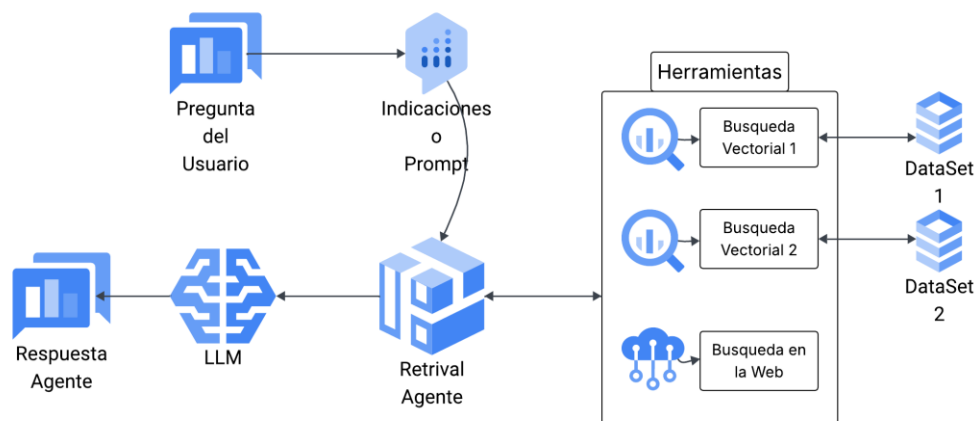 Pregunta
del
Usuario
Indicaciones
o
Prompt
Herramientas
Busqueda
Vectorial 1
DataSet
1
Busqueda
Vectorial 2
DataSet
2
Respuesta
Agente
LLM
Retrival
Agente
Busqueda en
la Web